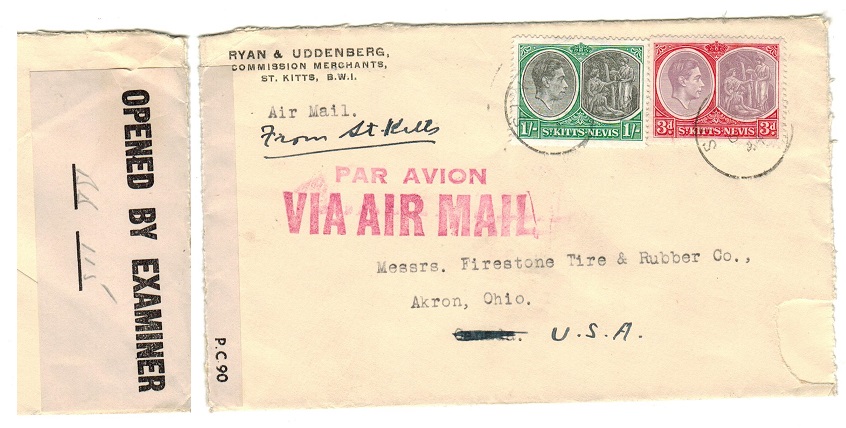 OPENED BY EXAMINER
RYAN & UDDENBERG,
COMMISSION MERCHANTS,
ST. KITTS, B.W.I.
Air Mail.
From St. Kitts
1/- ST KITTS-NEVIS 1/-
3d ST KITTS-NEVIS 3d
PAR AVION
VIA AIR MAIL
Messrs. Firestone Tire & Rubber Co.,
Akron, Ohio.
Canada. U.S.A.
P.C. 90